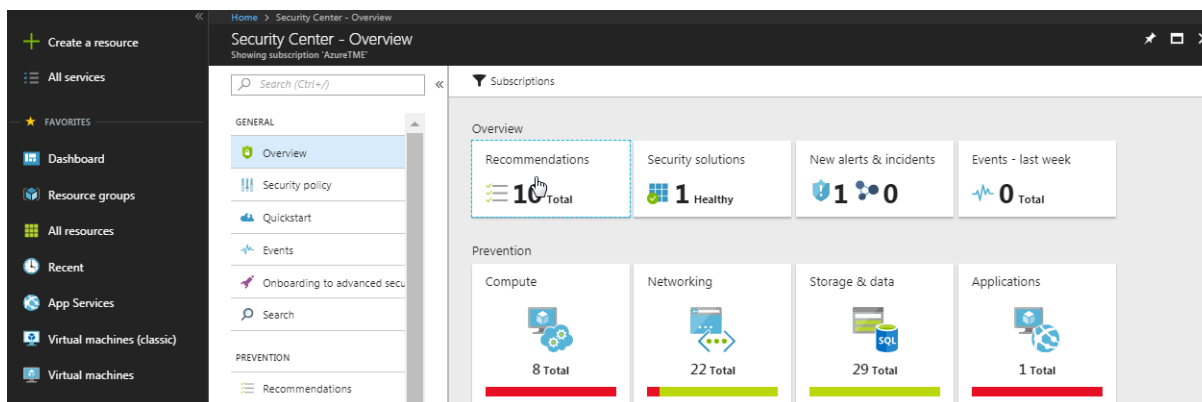 Home > Security Center - Overview
Security Center - Overview
Showing subscription 'AzureTME'
Create a resource
All services
FAVORITES
Dashboard
Resource groups
All resources
Recent
App Services
Virtual machines (classic)
Virtual machines
Search (Ctrl+/)
GENERAL
Overview
Security policy
Quickstart
Events
Onboarding to advanced secu
Search
PREVENTION
Recommendations
Subscriptions
Overview
Recommendations
Total
Security solutions
1 Healthy
New alerts & incidents
1 0
Events - last week
0 Total
Prevention
Compute
8 Total
Networking
22 Total
Storage & data
SQL
29 Total
Applications
1 Total